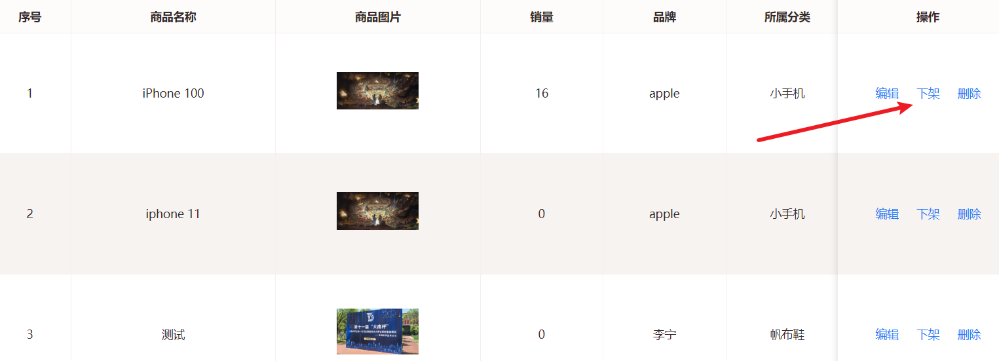 序号 商品名称 商品图片 销量 品牌 所属分类 操作
1 iPhone 100 16 apple 小手机 编辑 下架 删除
2 iphone 11 0 apple 小手机 编辑 下架 删除
第十一届 “大唐杯”
3 测试 0 李宁 帆布鞋 编辑 下架 删除